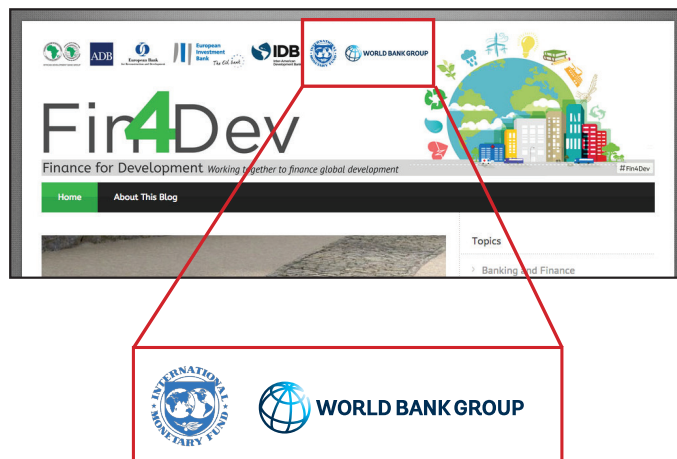 ADB
European Bank
for Reconstruction and Development
European
Investment
Bank
The EU bank
IDB
Inter-American
Development Bank
WORLD BANK GROUP
Fin4Dev
Finance for Development Working together to finance global development
#Fin4Dev
Home
About This Blog
Topics
Banking and Finance
INTERNATIONAL
MONETARY FUND
WORLD BANK GROUP